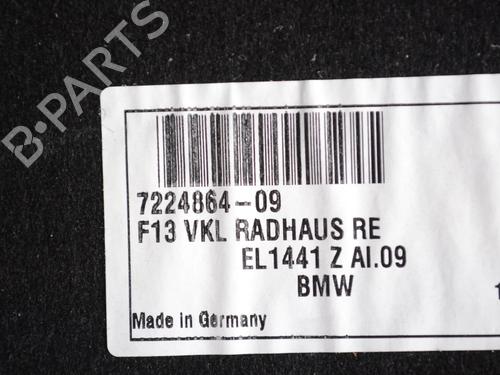 B-PARTS
7224864-09
F13 VKL RADHAUS RE
EL1441 Z AI.09
BMW
Made in Germany